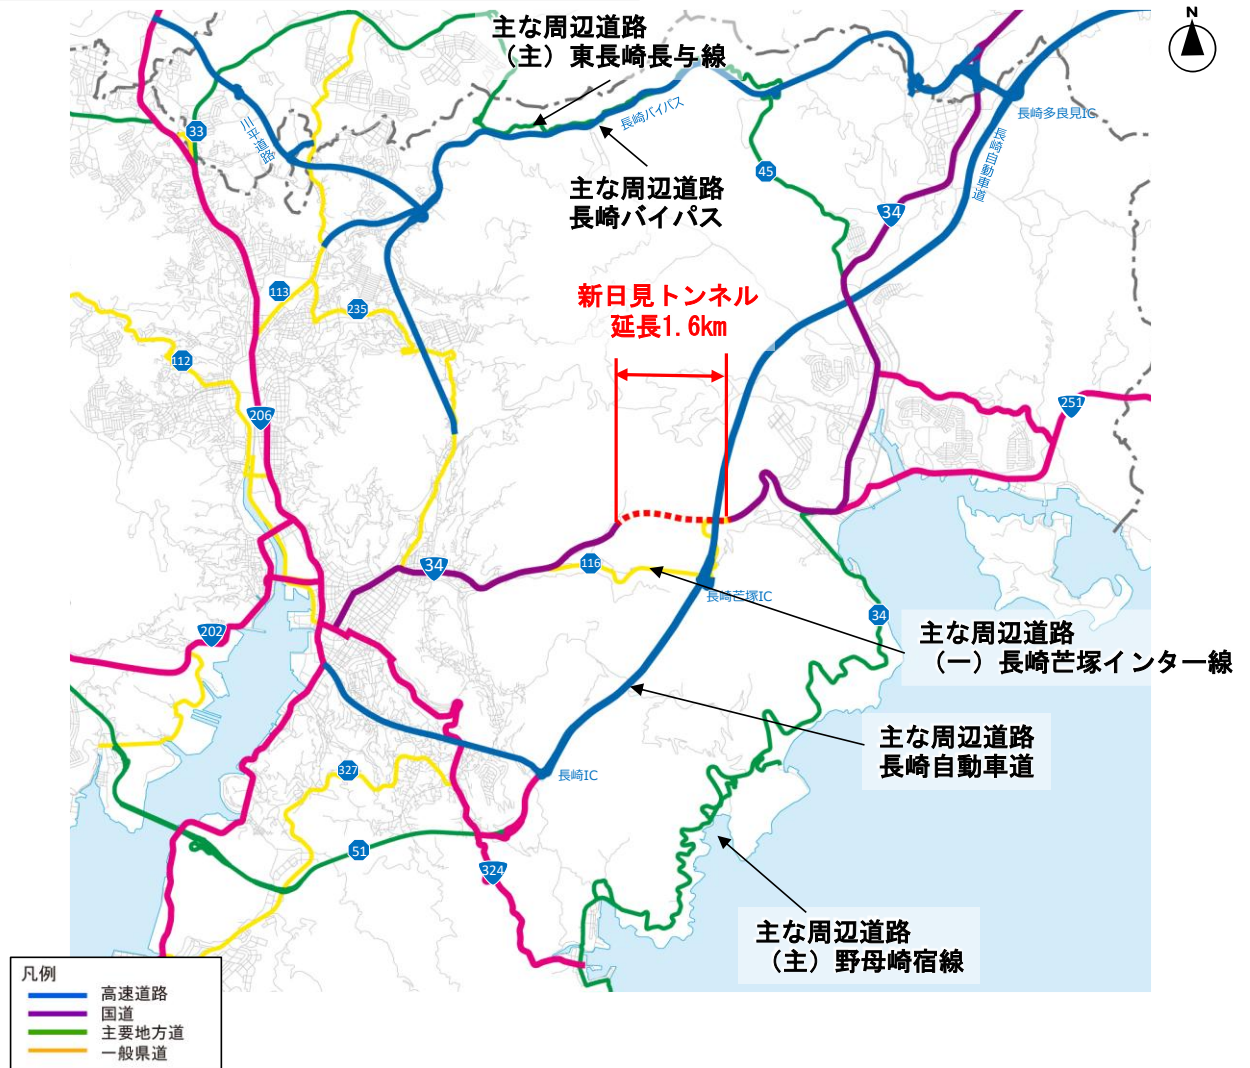 主な周辺道路
（主）東長崎長与線
N
長崎バイパス
長崎多良見IC
33
川平道路
長崎自動車道
45
主な周辺道路
長崎バイパス
34
113
235
新日見トンネル
延長1.6km
112
206
251
34
116
長崎芒塚IC
34
202
主な周辺道路
（一）長崎芒塚インター線
主な周辺道路
長崎自動車道
327
長崎IC
51
324
主な周辺道路
（主）野母崎宿線
凡例
高速道路
国道
主要地方道
一般県道